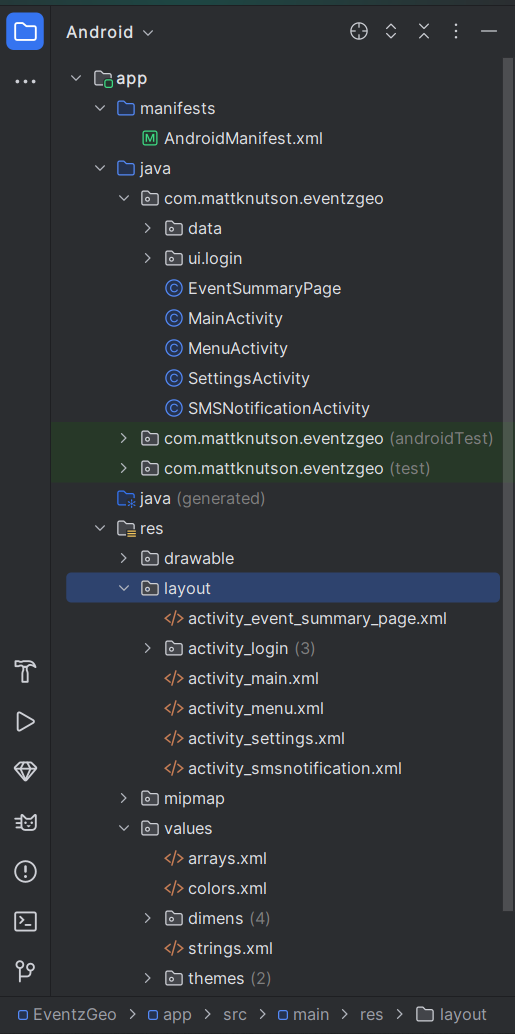 Android
app
manifests
AndroidManifest.xml
java
com.mattknutson.eventzgeo
data
ui.login
EventSummaryPage
MainActivity
MenuActivity
SettingsActivity
SMSNotificationActivity
com.mattknutson.eventzgeo (androidTest)
com.mattknutson.eventzgeo (test)
java (generated)
res
drawable
layout
activity_event_summary_page.xml
activity_login (3)
activity_main.xml
activity_menu.xml
activity_settings.xml
activity_smsnotification.xml
mipmap
values
arrays.xml
colors.xml
dimens (4)
strings.xml
themes (2)
EventzGeo > app > src > main > res > layout